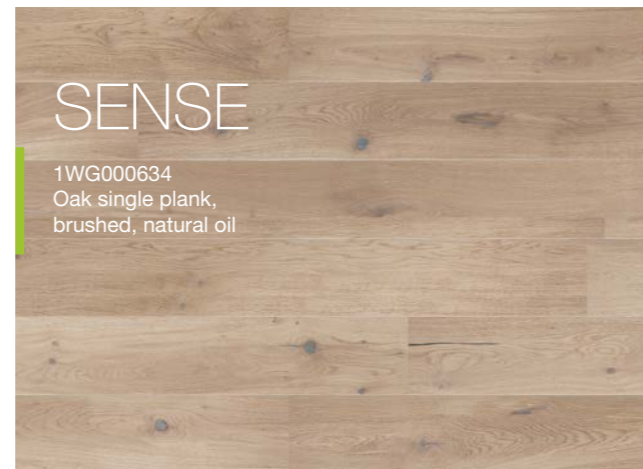 SENSE
1WG000634
Oak single plank,
brushed, natural oil